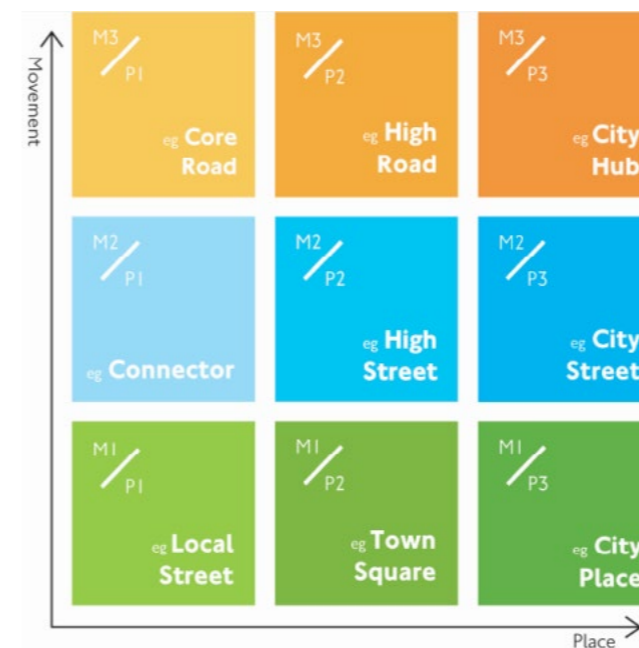 Movement
M3
P1
eg Core
Road
M3
P2
eg High
Road
M3
P3
eg City
Hub
M2
P1
eg Connector
M2
P2
eg High
Street
M2
P3
eg City
Street
M1
P1
eg Local
Street
M1
P2
eg Town
Square
M1
P3
eg City
Place
Place